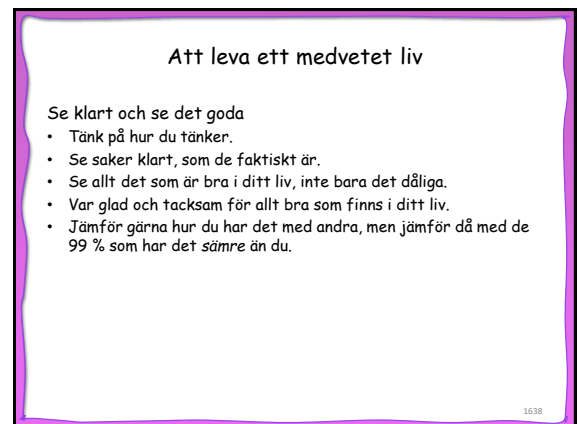 Att leva ett medvetet liv
Se klart och se det goda
• Tänk på hur du tänker.
• Se saker klart, som de faktiskt är.
• Se allt det som är bra i ditt liv, inte bara det dåliga.
• Var glad och tacksam för allt bra som finns i ditt liv.
• Jämför gärna hur du har det med andra, men jämför då med de
99 % som har det sämre än du.
1638